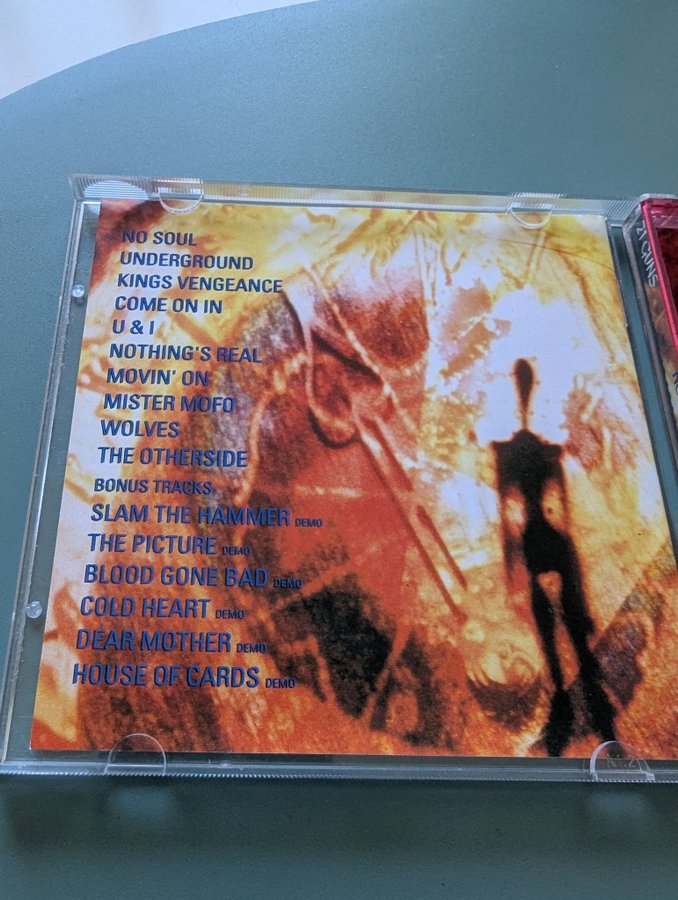 NO SOUL
UNDERGROUND
KINGS VENGEANCE
COME ON IN
U & I
NOTHING'S REAL
MOVIN' ON
MISTER MOFO
WOLVES
THE OTHERSIDE
BONUS TRACKS
SLAM THE HAMMER DEMO
THE PICTURE DEMO
BLOOD GONE BAD DEMO
COLD HEART DEMO
DEAR MOTHER DEMO
HOUSE OF CARDS DEMO
21 GUNS